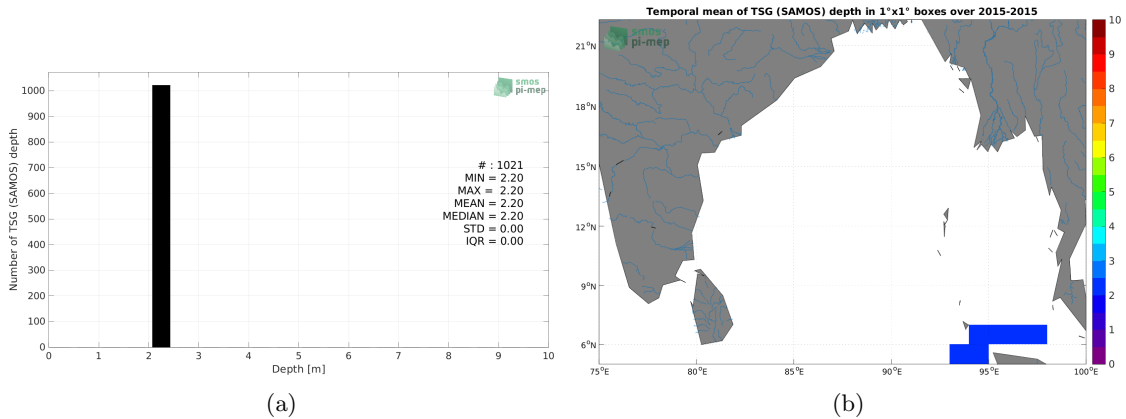 Number of TSG (SAMOS) depth
1000
900
800
700
600
500
400
300
200
100
0
smos
pi-mep
# : 1021
MIN = 2.20
MAX = 2.20
MEAN = 2.20
MEDIAN = 2.20
STD = 0.00
IQR = 0.00
0 1 2 3 4 5 6 7 8 9 10
Depth [m]
(a)
Temporal mean of TSG (SAMOS) depth in 1°x1° boxes over 2015-2015
smos
pi-mep
21°N
18°N
15°N
12°N
9°N
6°N
75°E 80°E 85°E 90°E 95°E 100°E
10
9
8
7
6
5
4
3
2
1
0
(b)